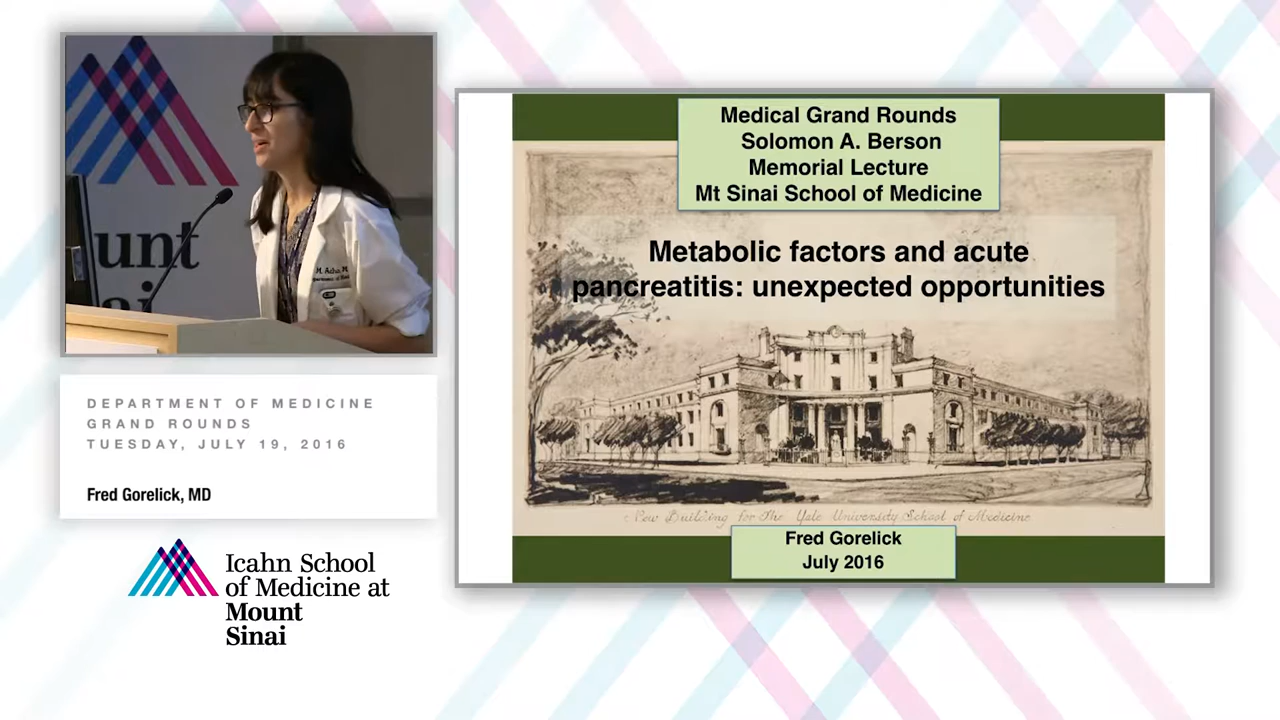 unt
M. Acho, M.
DEPARTMENT OF MEDICINE
GRAND ROUNDS
TUESDAY, JULY 19, 2016
Fred Gorelick, MD
Icahn School
of Medicine at
Mount
Sinai
Medical Grand Rounds
Solomon A. Berson
Memorial Lecture
Mt Sinai School of Medicine
Metabolic factors and acute
pancreatitis: unexpected opportunities
New Building for The Yale University School of Medicine
Fred Gorelick
July 2016